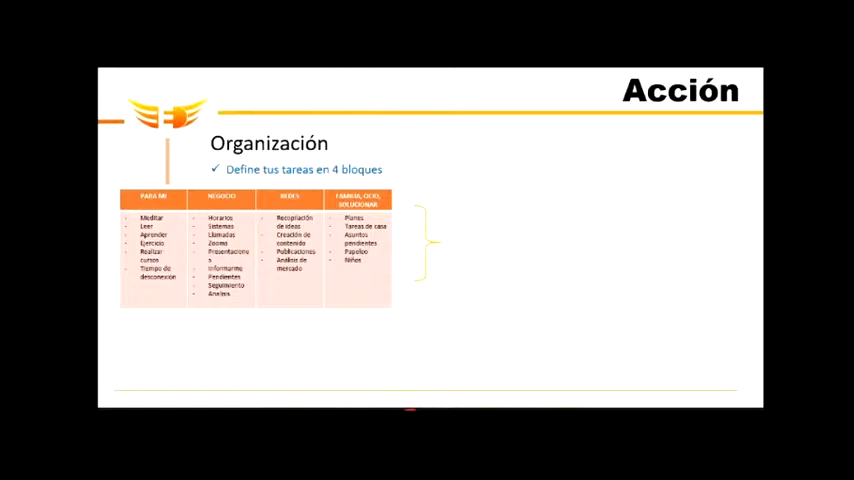 Acción
Organización
✓ Define tus tareas en 4 bloques
PARA MI
- Meditar
- Leer
- Aprender
- Ejercicio
- Realizar
cursos
- Tiempo de
desconexión
NEGOCIO
- Horarios
- Sistemas
- Llamadas
- Zooms
- Presentacione
s
- Informarme
- Pendientes
- Seguimiento
- Analisis
REDES
- Recopilación
de ideas
- Creación de
contenido
- Publicaciones
- Análisis de
mercado
FAMILIA, OCIO,
SOLUCIONAR
- Planes
- Tareas de casa
- Asuntos
pendientes
- Papeleo
- Niños